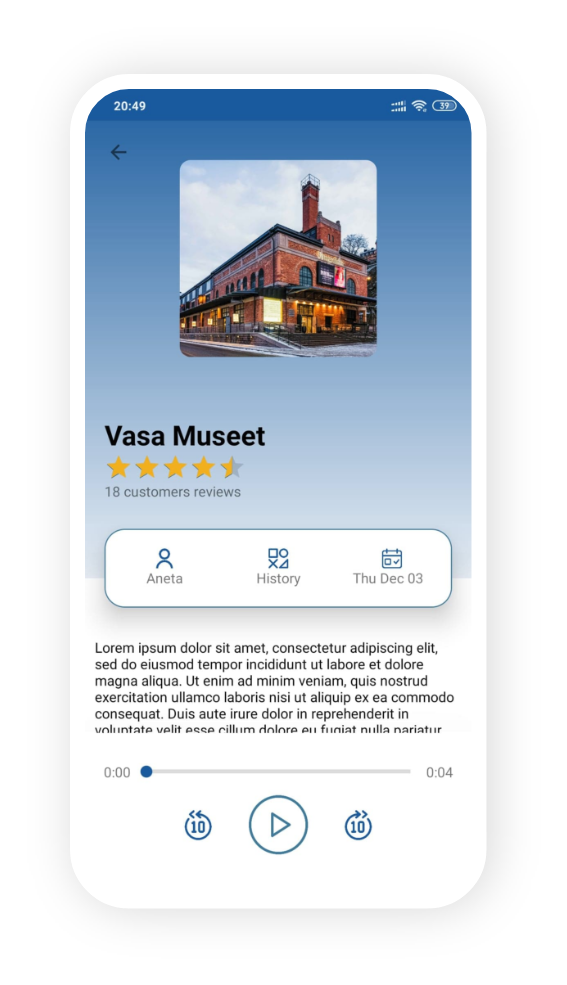 20:49
39
Vasa Museet
18 customers reviews
Aneta
History
Thu Dec 03
Lorem ipsum dolor sit amet, consectetur adipiscing elit,
sed do eiusmod tempor incididunt ut labore et dolore
magna aliqua. Ut enim ad minim veniam, quis nostrud
exercitation ullamco laboris nisi ut aliquip ex ea commodo
consequat. Duis aute irure dolor in reprehenderit in
voluptate velit esse cillum dolore eu fugiat nulla pariatur
0:00
0:04
10
10